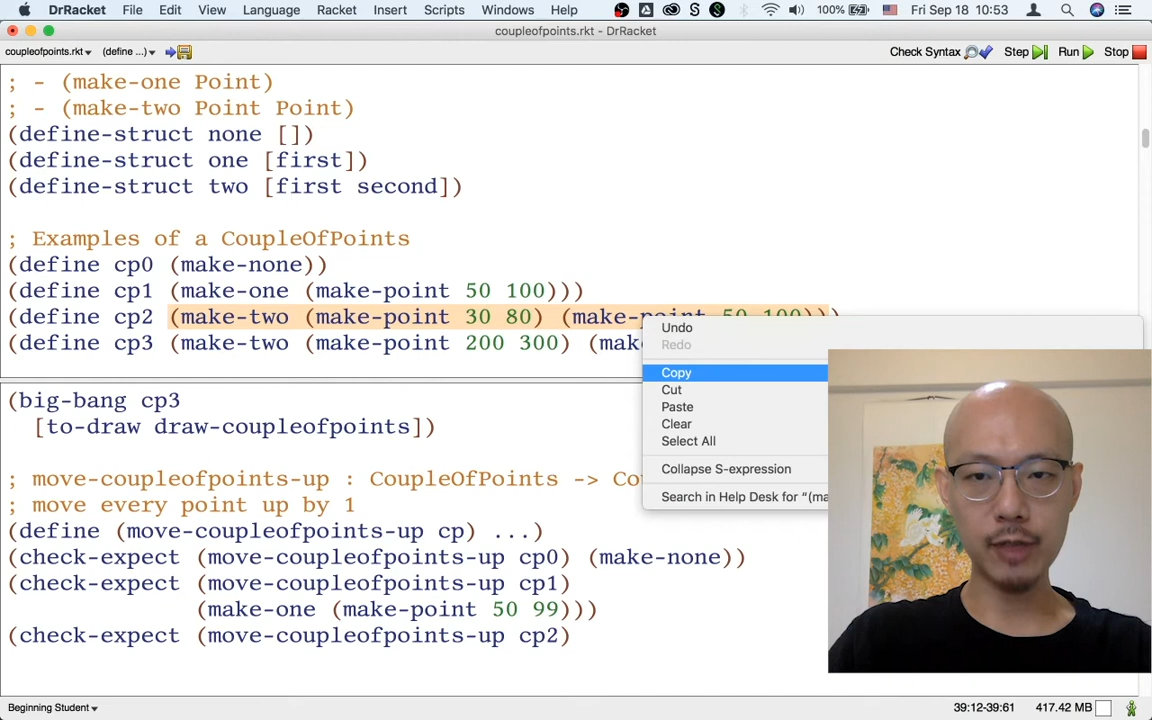 DrRacket File Edit View Language Racket Insert Scripts Windows Help 100% Fri Sep 18 10:53
coupleofpoints.rkt - DrRacket
coupleofpoints.rkt (define ...) Check Syntax Step Run Stop
; - (make-one Point)
; - (make-two Point Point)
(define-struct none [])
(define-struct one [first])
(define-struct two [first second])
; Examples of a CoupleOfPoints
(define cp0 (make-none))
(define cp1 (make-one (make-point 50 100)))
(define cp2 (make-two (make-point 30 80) (make-point 50 100)))
(define cp3 (make-two (make-point 200 300)
Undo
Redo
Copy
Cut
Paste
Clear
Select All
Collapse S-expression
Search in Help Desk for “(ma
(big-bang cp3
[to-draw draw-coupleofpoints])
; move-coupleofpoints-up : CoupleOfPoints ->
; move every point up by 1
(define (move-coupleofpoints-up cp) ...)
(check-expect (move-coupleofpoints-up cp0) (make-none))
(check-expect (move-coupleofpoints-up cp1)
(make-one (make-point 50 99)))
(check-expect (move-coupleofpoints-up cp2)
Beginning Student 39:12-39:61 417.42 MB